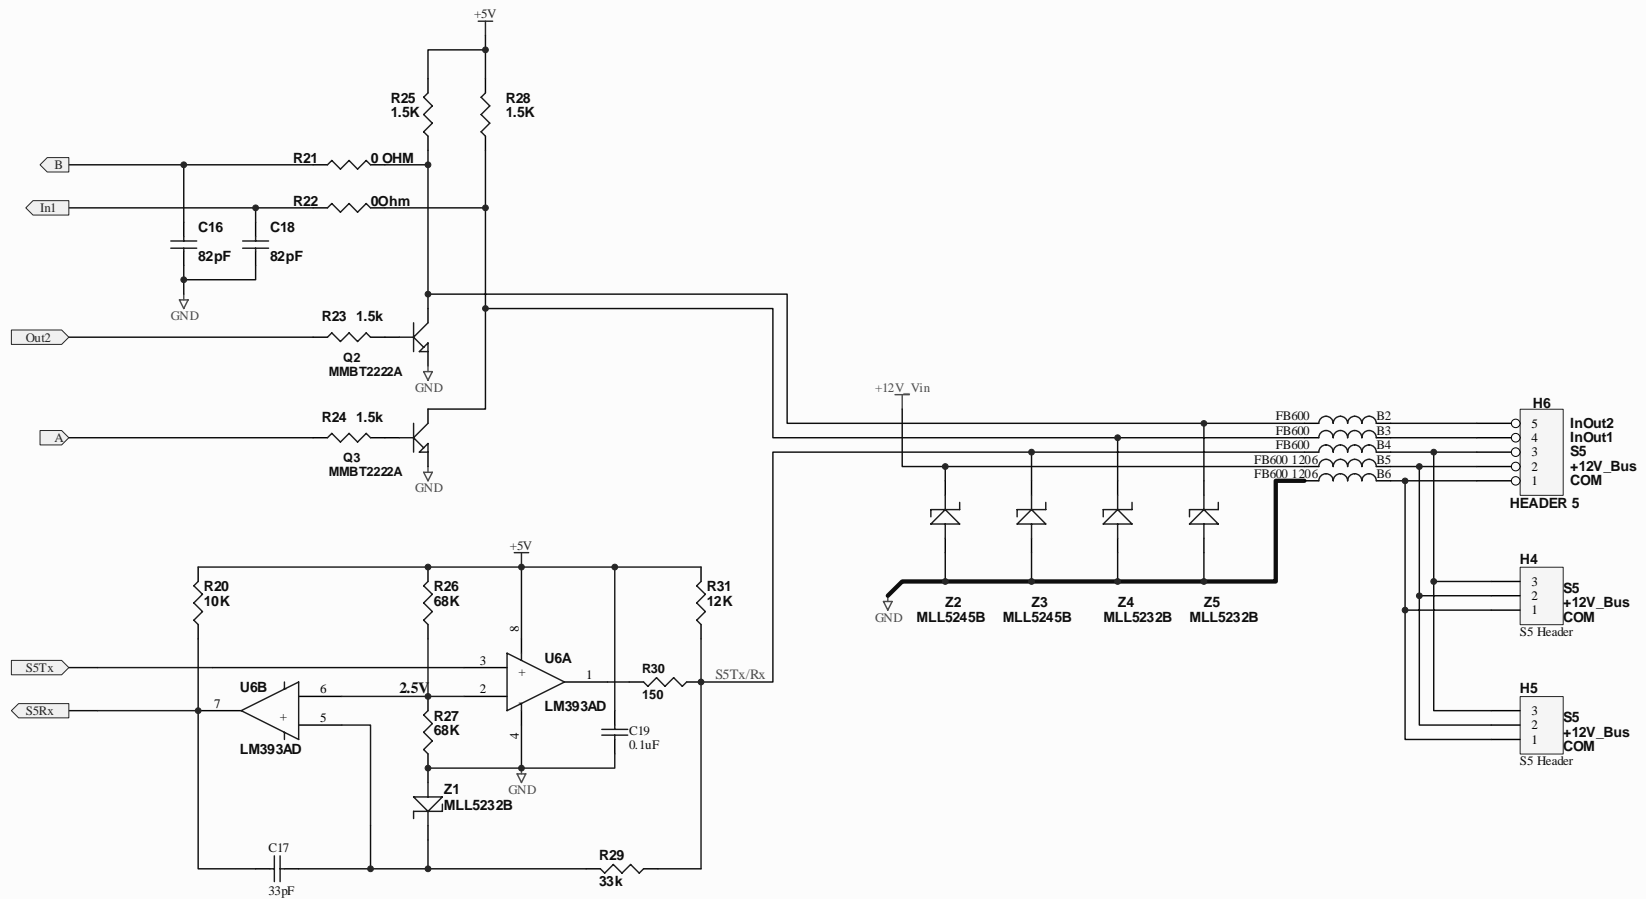 +5V
R25
1.5K
R28
1.5K
B
R21
0 OHM
In1
R22
0Ohm
C16
82pF
C18
82pF
GND
Out2
R23 1.5k
Q2
MMBT2222A
GND
A
R24 1.5k
Q3
MMBT2222A
GND
+12V_Vin
FB600
B2
FB600
B3
FB600
B4
FB600 1206
B5
FB600 1206
B6
H6
5
4
3
2
1
InOut2
InOut1
S5
+12V_Bus
COM
HEADER 5
GND
Z2
MLL5245B
Z3
MLL5245B
Z4
MLL5232B
Z5
MLL5232B
H4
3
2
1
S5
+12V_Bus
COM
S5 Header
H5
3
2
1
S5
+12V_Bus
COM
S5 Header
+5V
R20
10K
R26
68K
R31
12K
8
S5Tx
3
+
U6A
1
R30
150
S5Tx/Rx
U6B
6
2.5V
2
LM393AD
S5Rx
7
+
5
LM393AD
R27
68K
4
C19
0.1uF
GND
Z1
MLL5232B
C17
33pF
R29
33k